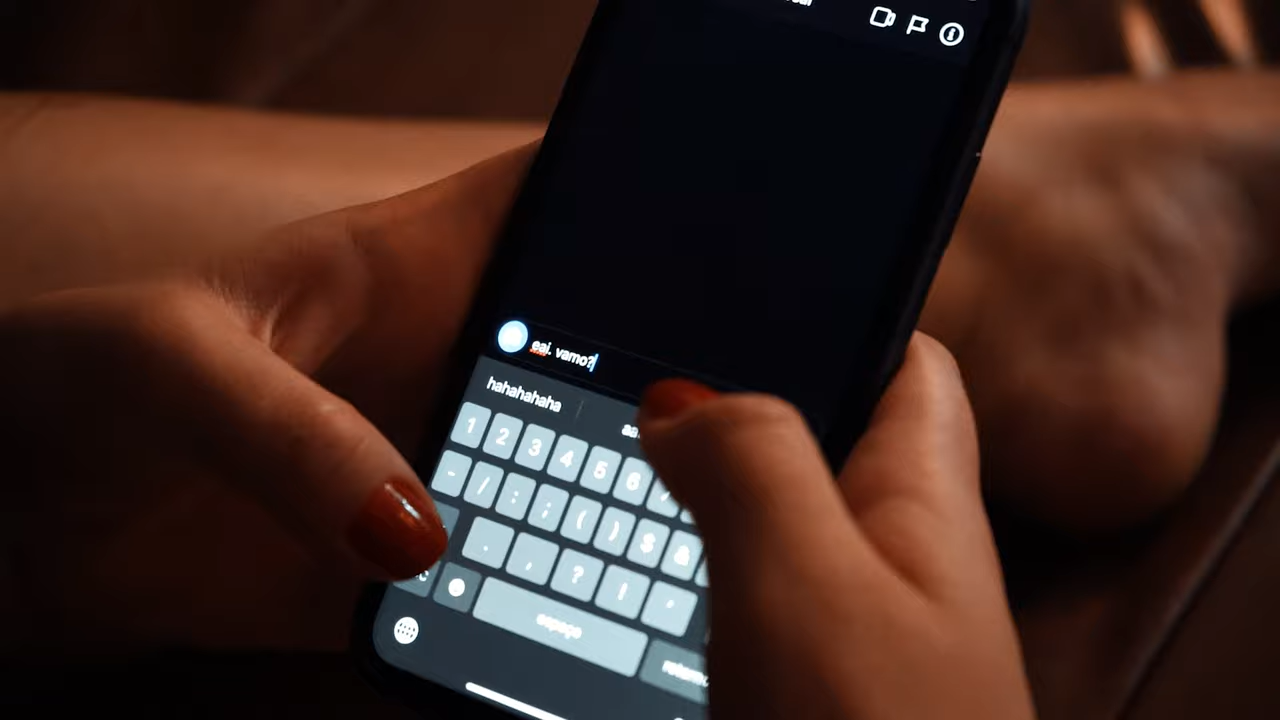 eai. vamo?
hahahahaha
1 2 3 4 5 6
- / : ; ( ) $ &
. , ? ! '
espaço